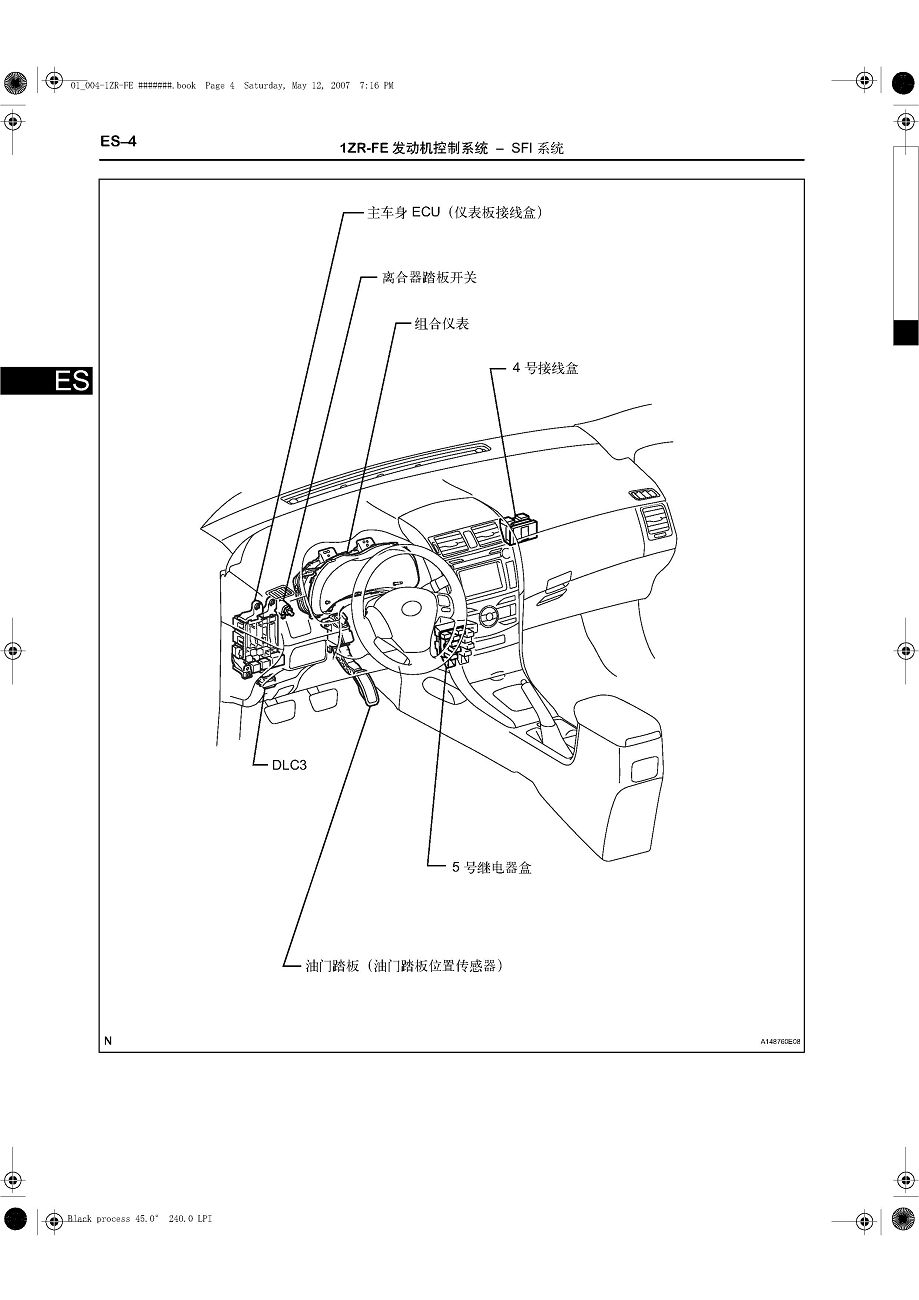 01_004-1ZR-FE #######.book Page 4 Saturday, May 12, 2007 7:16 PM
ES–4
1ZR-FE 发动机控制系统 – SFI 系统
主车身 ECU（仪表板接线盒）
离合器踏板开关
组合仪表
4 号接线盒
ES
DLC3
5 号继电器盒
油门踏板（油门踏板位置传感器）
N
A148760E08
Black process 45.0° 240.0 LPI